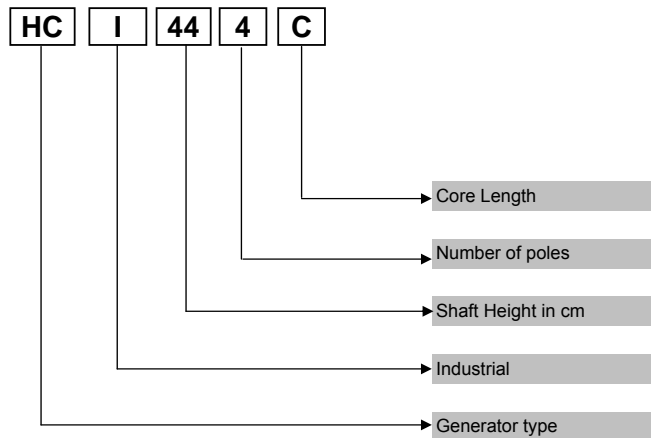 HC I 44 4 C
Core Length
Number of poles
Shaft Height in cm
Industrial
Generator type